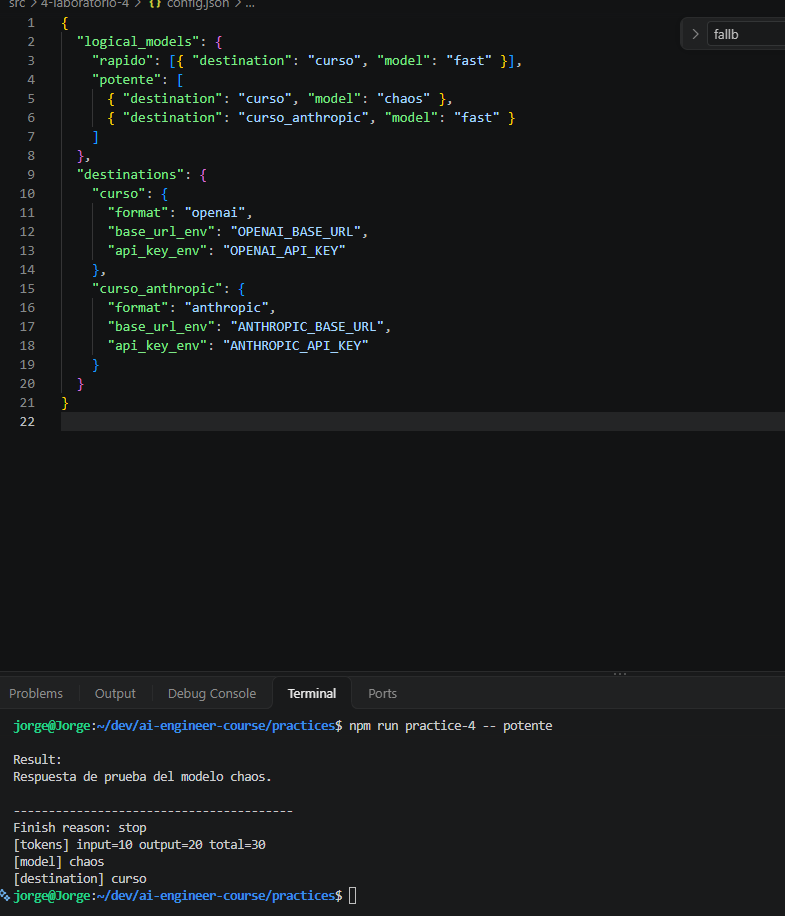 src > 4-laboratorio-4 > {} config.json > ...
fallb
1 {
2 "logical_models": {
3 "rapido": [{ "destination": "curso", "model": "fast" }],
4 "potente": [
5 { "destination": "curso", "model": "chaos" },
6 { "destination": "curso_anthropic", "model": "fast" }
7 ]
8 },
9 "destinations": {
10 "curso": {
11 "format": "openai",
12 "base_url_env": "OPENAI_BASE_URL",
13 "api_key_env": "OPENAI_API_KEY"
14 },
15 "curso_anthropic": {
16 "format": "anthropic",
17 "base_url_env": "ANTHROPIC_BASE_URL",
18 "api_key_env": "ANTHROPIC_API_KEY"
19 }
20 }
21 }
22
Problems Output Debug Console Terminal Ports
jorge@Jorge:~/dev/ai-engineer-course/practices$ npm run practice-4 -- potente
Result:
Respuesta de prueba del modelo chaos.
----------------------------------------
Finish reason: stop
[tokens] input=10 output=20 total=30
[model] chaos
[destination] curso
jorge@Jorge:~/dev/ai-engineer-course/practices$